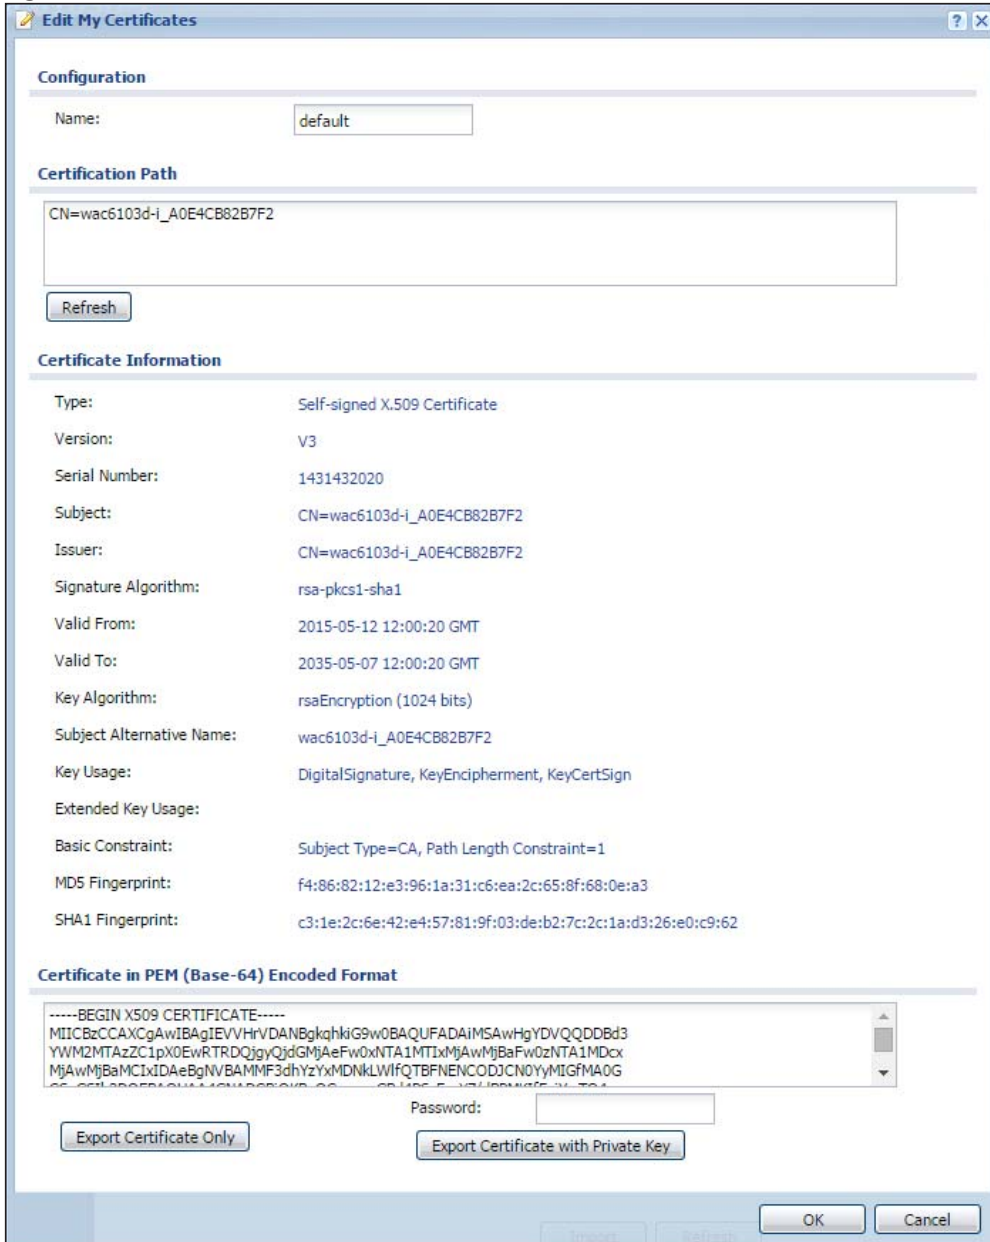 Edit My Certificates
Configuration
Name: default
Certification Path
CN=wac6103d-i_A0E4CB82B7F2
Refresh
Certificate Information
Type: Self-signed X.509 Certificate
Version: V3
Serial Number: 1431432020
Subject: CN=wac6103d-i_A0E4CB82B7F2
Issuer: CN=wac6103d-i_A0E4CB82B7F2
Signature Algorithm: rsa-pkcs1-sha1
Valid From: 2015-05-12 12:00:20 GMT
Valid To: 2035-05-07 12:00:20 GMT
Key Algorithm: rsaEncryption (1024 bits)
Subject Alternative Name: wac6103d-i_A0E4CB82B7F2
Key Usage: DigitalSignature, KeyEncipherment, KeyCertSign
Extended Key Usage:
Basic Constraint: Subject Type=CA, Path Length Constraint=1
MD5 Fingerprint: f4:86:82:12:e3:96:1a:31:c6:ea:2c:65:8f:68:0e:a3
SHA1 Fingerprint: c3:1e:2c:6e:42:e4:57:81:9f:03:de:b2:7c:2c:1a:d3:26:e0:c9:62
Certificate in PEM (Base-64) Encoded Format
-----BEGIN X509 CERTIFICATE-----
MIICBzCCAXCgAwIBAgIEVVHrVDANBgkqhkiG9w0BAQUFADAiMSAwHgYDVQQDDBd3
YWM2MTAzZC1pX0EwRTRDQjgyQjdGMjAeFw0xNTA1MTIxMjAwMjBaFw0zNTA1MDcx
MjAwMjBaMCIxIDAeBgNVBAMMF3dhYzYxMDNkLWlfQTBFNENCODJCN0YyMIGfMA0G
Password:
Export Certificate Only
Export Certificate with Private Key
OK
Cancel
Import
Refresh